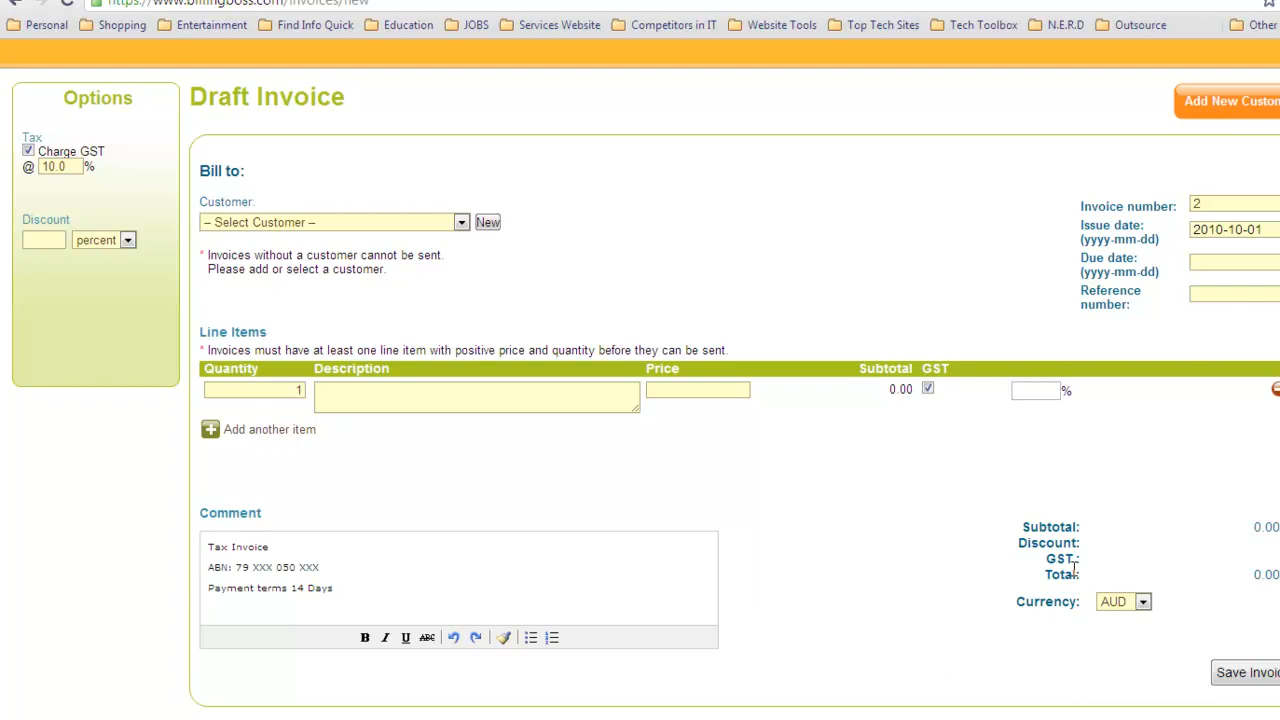 https://www.billingboss.com/invoices/new
Personal Shopping Entertainment Find Info Quick Education JOBS Services Website Competitors in IT Website Tools Top Tech Sites Tech Toolbox N.E.R.D Outsource Other
Options
Draft Invoice
Add New Custom
Tax
Charge GST
@ 10.0 %
Discount
percent
Bill to:
Customer:
– Select Customer –
New
* Invoices without a customer cannot be sent.
Please add or select a customer.
Invoice number: 2
Issue date: 2010-10-01
(yyyy-mm-dd)
Due date:
(yyyy-mm-dd)
Reference
number:
Line Items
* Invoices must have at least one line item with positive price and quantity before they can be sent.
Quantity Description Price Subtotal GST
1 0.00 %
Add another item
Comment
Tax Invoice
ABN: 79 XXX 050 XXX
Payment terms 14 Days
B I U ABC
Subtotal: 0.00
Discount:
GST.:
Total: 0.00
Currency: AUD
Save Invoic